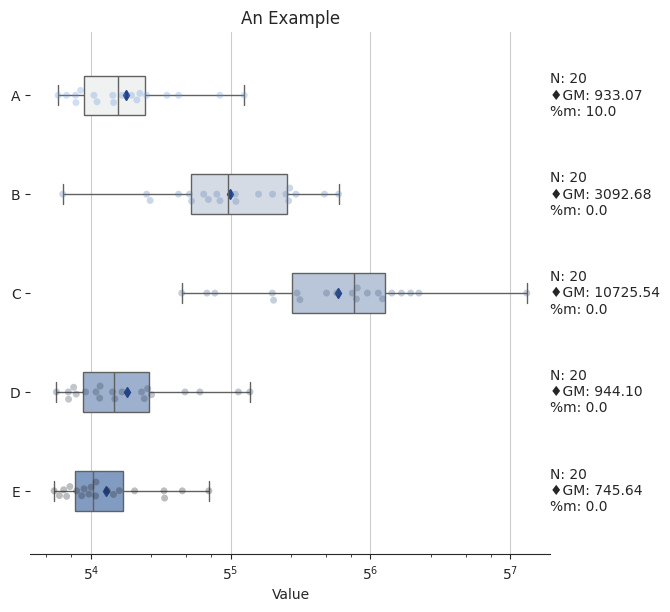 An Example
A
N: 20
♦GM: 933.07
%m: 10.0
B
N: 20
♦GM: 3092.68
%m: 0.0
C
N: 20
♦GM: 10725.54
%m: 0.0
D
N: 20
♦GM: 944.10
%m: 0.0
E
N: 20
♦GM: 745.64
%m: 0.0
5⁴ 5⁵ 5⁶ 5⁷
Value